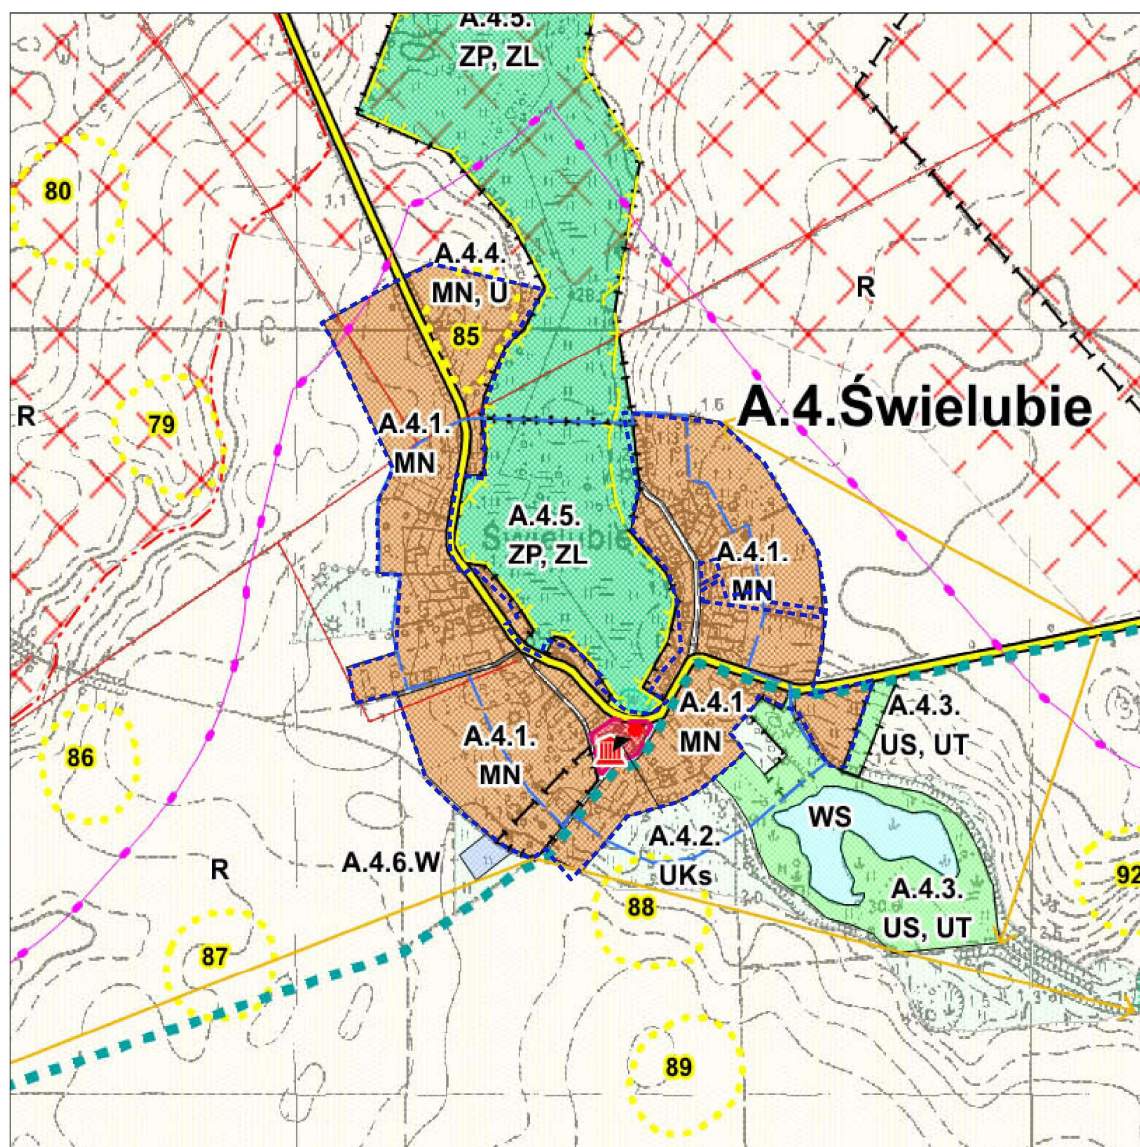 A.4.5.
ZP, ZL
80
A.4.4.
MN, U
R
85
A.4.Świelubie
R
79
A.4.1.
MN
A.4.5.
ZP, ZL
Świelubie
A.4.1.
MN
A.4.3.
US, UT
A.4.1.
MN
A.4.1.
MN
86
WS
A.4.2.
UKs
A.4.6.W
R
A.4.3.
US, UT
92
88
87
89